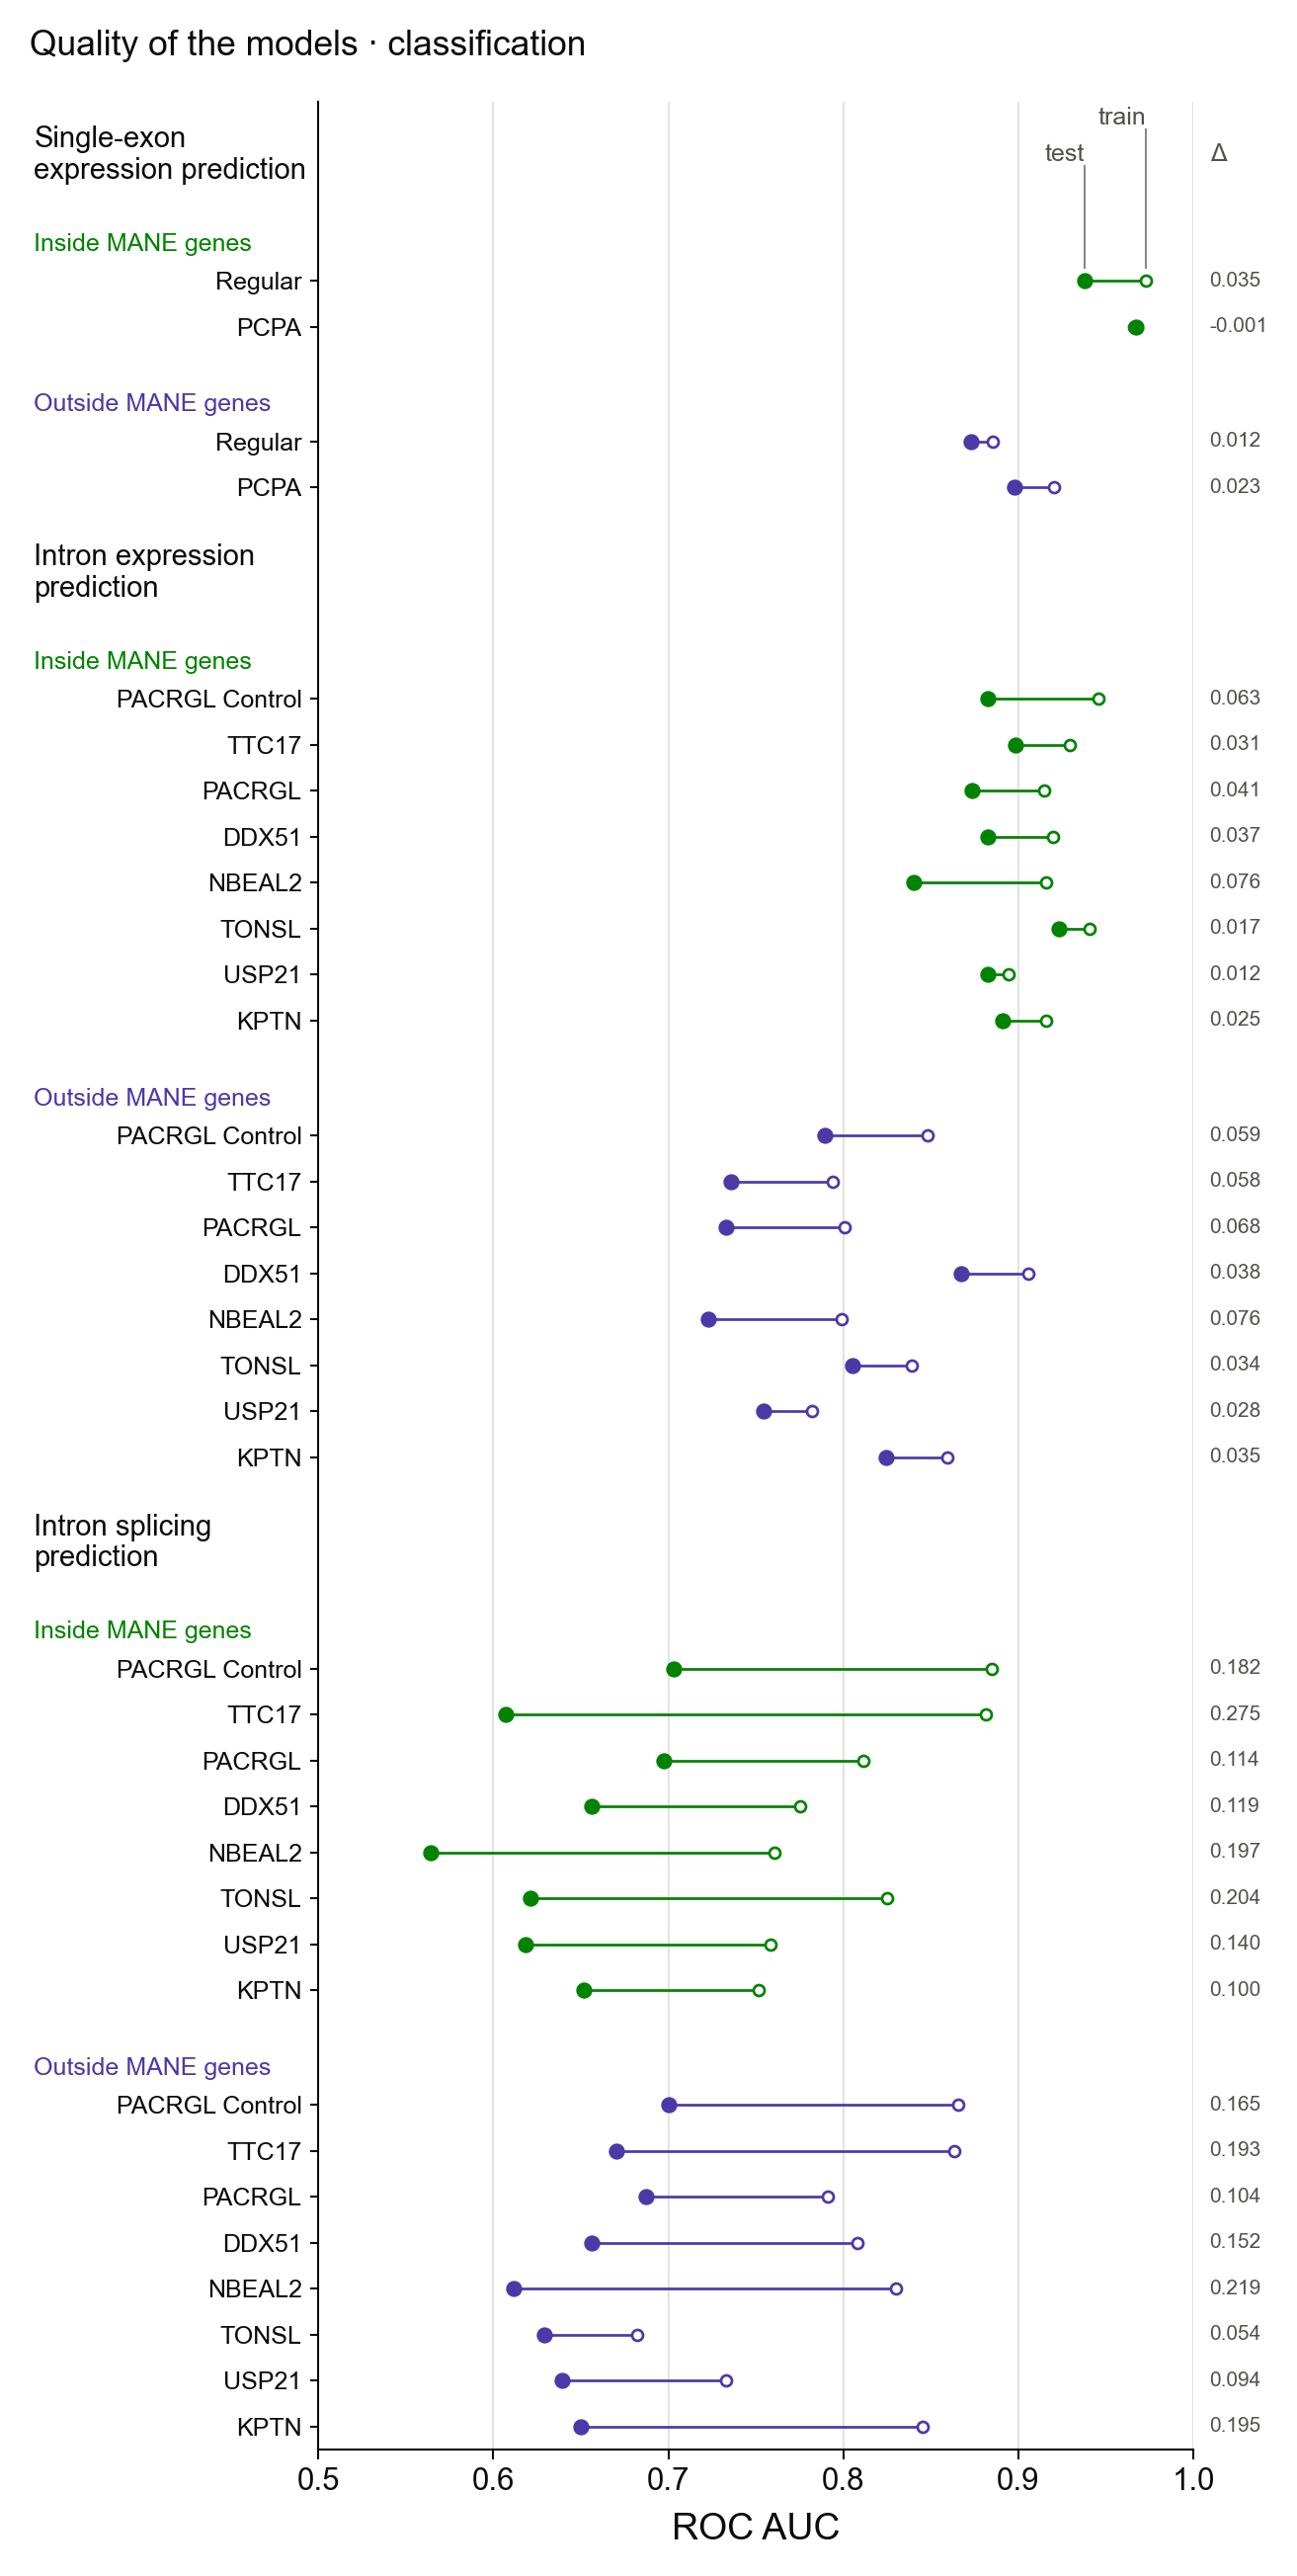 Quality of the models · classification
Single-exon
expression prediction
train
test
Δ
Inside MANE genes
Regular 0.035
PCPA -0.001
Outside MANE genes
Regular 0.012
PCPA 0.023
Intron expression
prediction
Inside MANE genes
PACRGL Control 0.063
TTC17 0.031
PACRGL 0.041
DDX51 0.037
NBEAL2 0.076
TONSL 0.017
USP21 0.012
KPTN 0.025
Outside MANE genes
PACRGL Control 0.059
TTC17 0.058
PACRGL 0.068
DDX51 0.038
NBEAL2 0.076
TONSL 0.034
USP21 0.028
KPTN 0.035
Intron splicing
prediction
Inside MANE genes
PACRGL Control 0.182
TTC17 0.275
PACRGL 0.114
DDX51 0.119
NBEAL2 0.197
TONSL 0.204
USP21 0.140
KPTN 0.100
Outside MANE genes
PACRGL Control 0.165
TTC17 0.193
PACRGL 0.104
DDX51 0.152
NBEAL2 0.219
TONSL 0.054
USP21 0.094
KPTN 0.195
0.5 0.6 0.7 0.8 0.9 1.0
ROC AUC